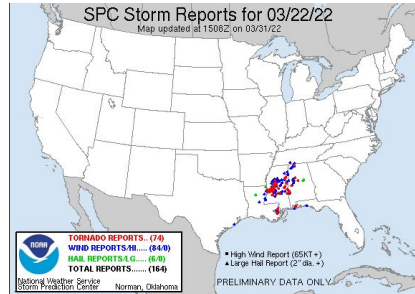 SPC Storm Reports for 03/22/22
Map updated at 1508Z on 03/31/22
NOAA
TORNADO REPORTS.. (74)
WIND REPORTS/HI...... (84/0)
HAIL REPORTS/LG...... (6/0)
TOTAL REPORTS....... (164)
National Weather Service
Storm Prediction Center Norman, Oklahoma
High Wind Report (65KT +)
Large Hail Report (2" dia. +)
PRELIMINARY DATA ONLY